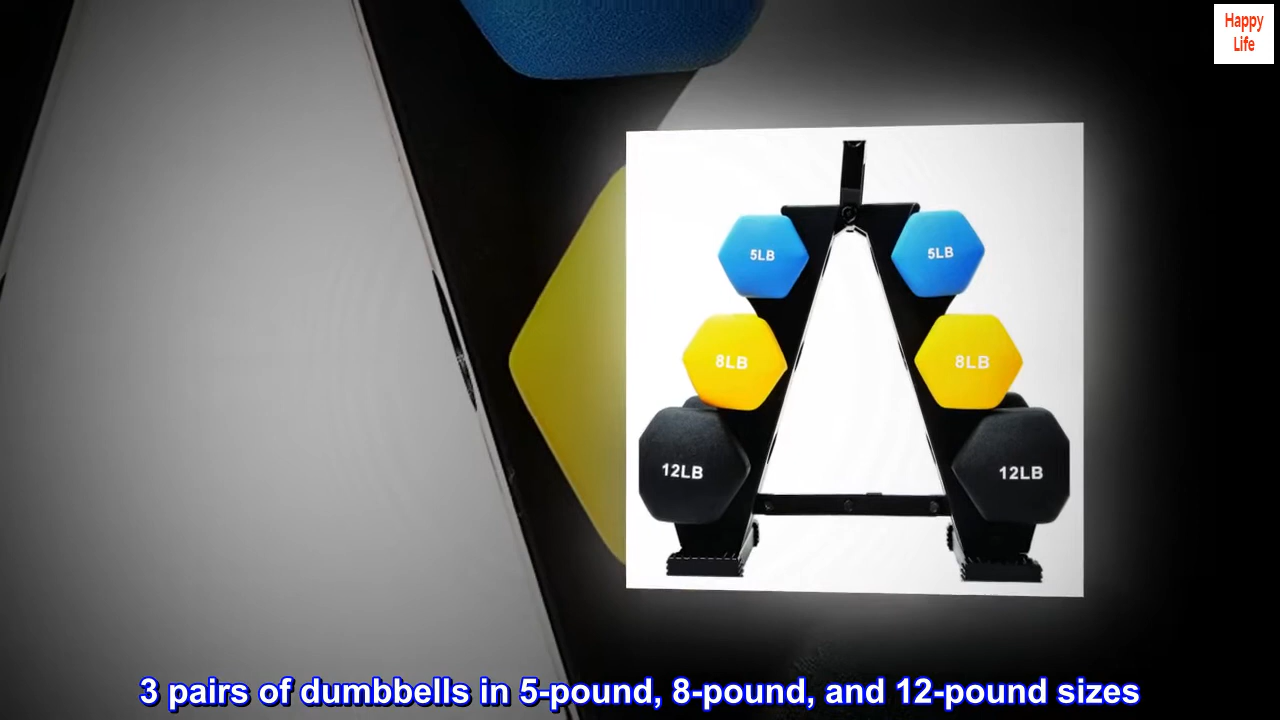 Happy
Life
5LB
5LB
8LB
8LB
12LB
12LB
3 pairs of dumbbells in 5-pound, 8-pound, and 12-pound sizes